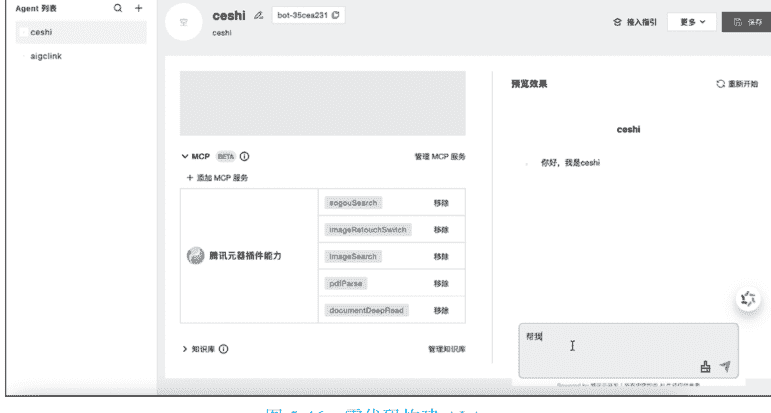 Agent 列表
ceshi
aigclink
空
ceshi
bot-35cea231
ceshi
接入指引
更多
保存
MCP BETA
管理 MCP 服务
+ 添加 MCP 服务
腾讯元器插件能力
sogouSearch 移除
imageRetouchSwitch 移除
imageSearch 移除
pdfParse 移除
documentDeepRead 移除
知识库
管理知识库
预览效果
重新开始
ceshi
你好，我是ceshi
帮我